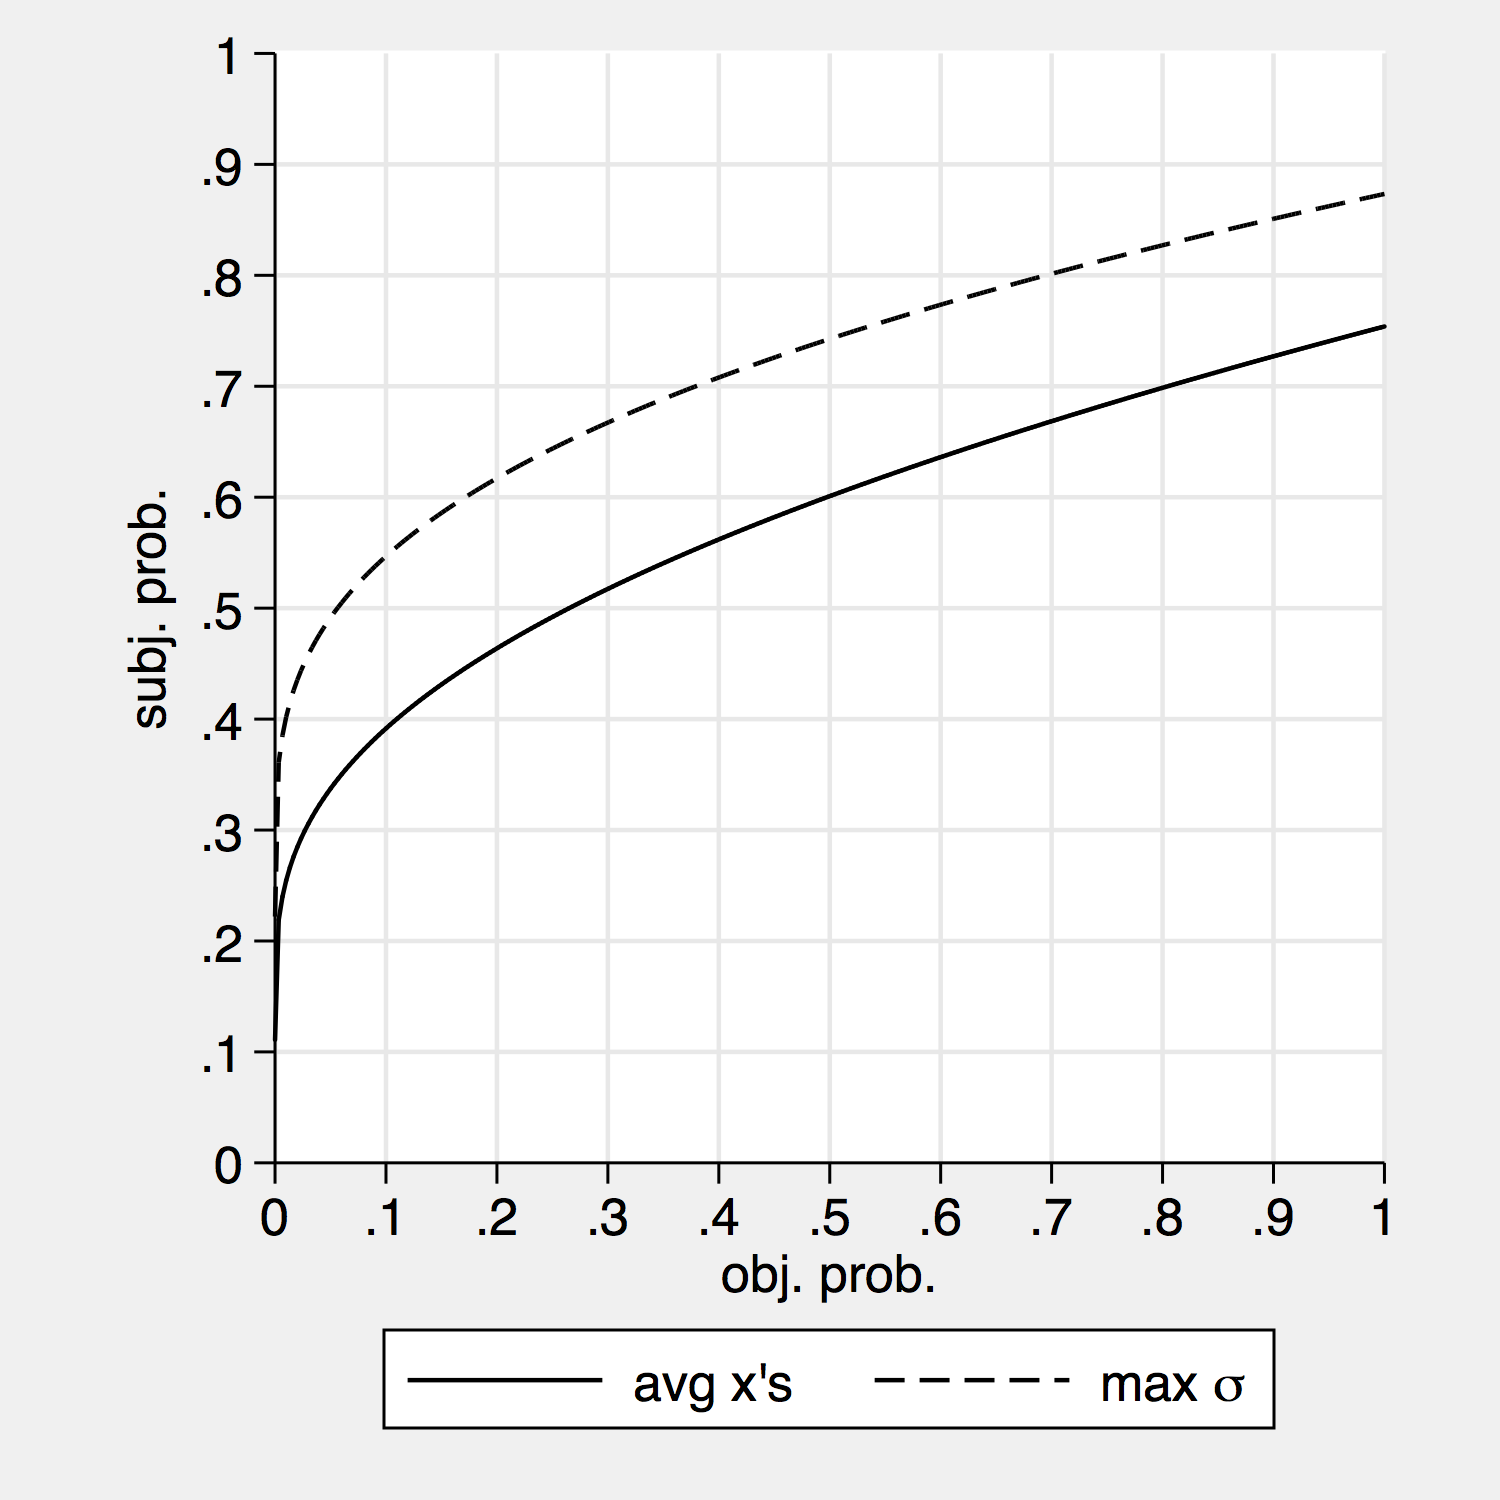 1
.9
.8
.7
.6
.5
.4
.3
.2
.1
0
subj. prob.
0 .1 .2 .3 .4 .5 .6 .7 .8 .9 1
obj. prob.
avg x's max σ